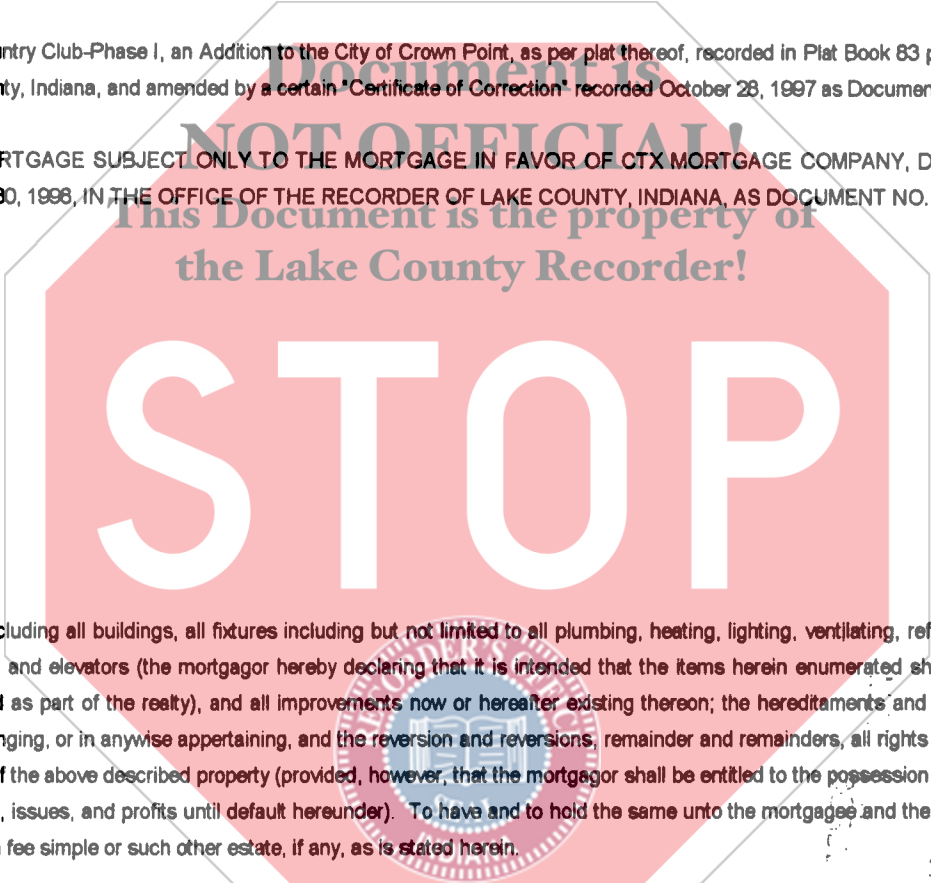 ntry Club-Phase I, an Addition to the City of Crown Point, as per plat thereof, recorded in Plat Book 83 p
Document is
nty, Indiana, and amended by a certain "Certificate of Correction" recorded October 28, 1997 as Documen
NOT OFFICIAL!
RTGAGE SUBJECT ONLY TO THE MORTGAGE IN FAVOR OF CTX MORTGAGE COMPANY, D
30, 1998, IN THE OFFICE OF THE RECORDER OF LAKE COUNTY, INDIANA, AS DOCUMENT NO.
This Document is the property of
the Lake County Recorder!
STOP
cluding all buildings, all fixtures including but not limited to all plumbing, heating, lighting, ventilating, ref
and elevators (the mortgagor hereby declaring that it is intended that the items herein enumerated sh
as part of the realty), and all improvements now or hereafter existing thereon; the hereditaments and
nging, or in anywise appertaining, and the reversion and reversions, remainder and remainders, all rights
f the above described property (provided, however, that the mortgagor shall be entitled to the possession
, issues, and profits until default hereunder). To have and to hold the same unto the mortgagee and the
fee simple or such other estate, if any, as is stated herein.
INDIANA